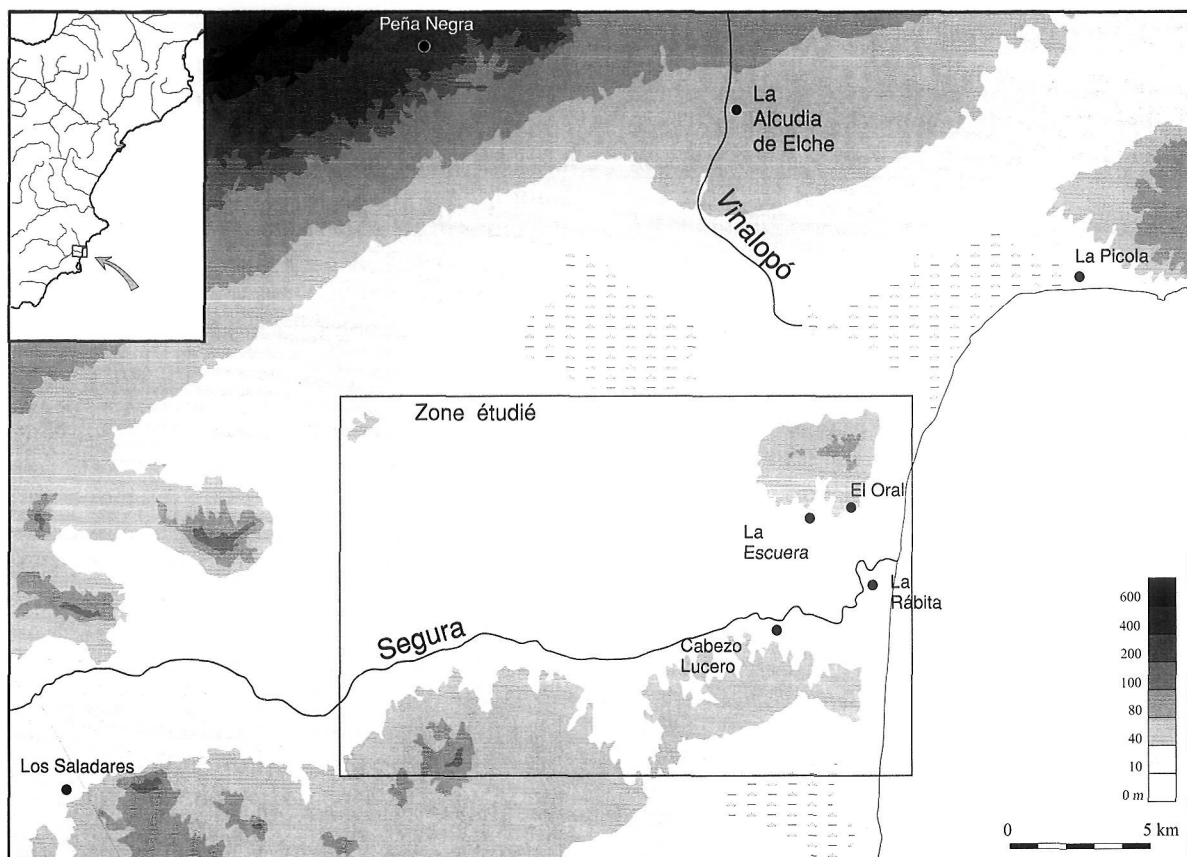 Peña Negra
La
Alcudia
de Elche
Vinalopó
La Picola
Zone étudié
El Oral
La
Escuera
La
Rábita
Segura
Cabezo
Lucero
Los Saladares
600
400
200
100
80
40
10
0 m
0 5 km